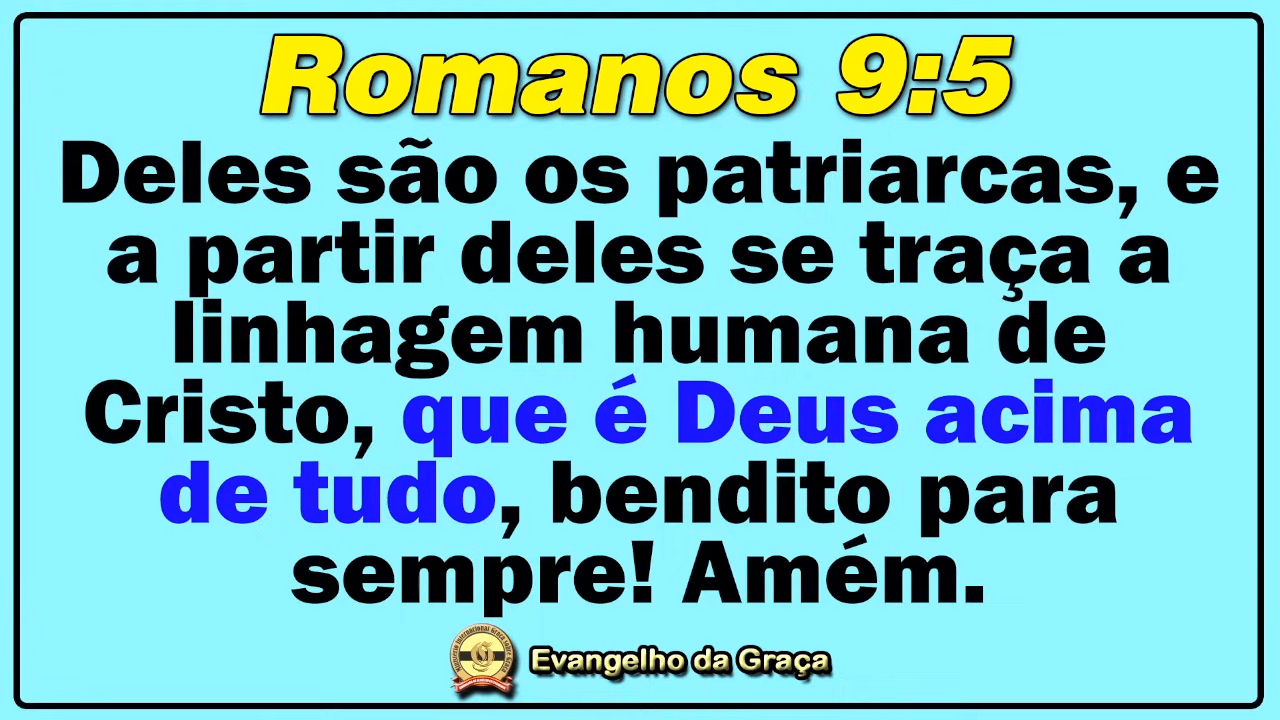 Romanos 9:5
Deles são os patriarcas, e
a partir deles se traça a
linhagem humana de
Cristo, que é Deus acima
de tudo, bendito para
sempre! Amém.
Evangelho da Graça